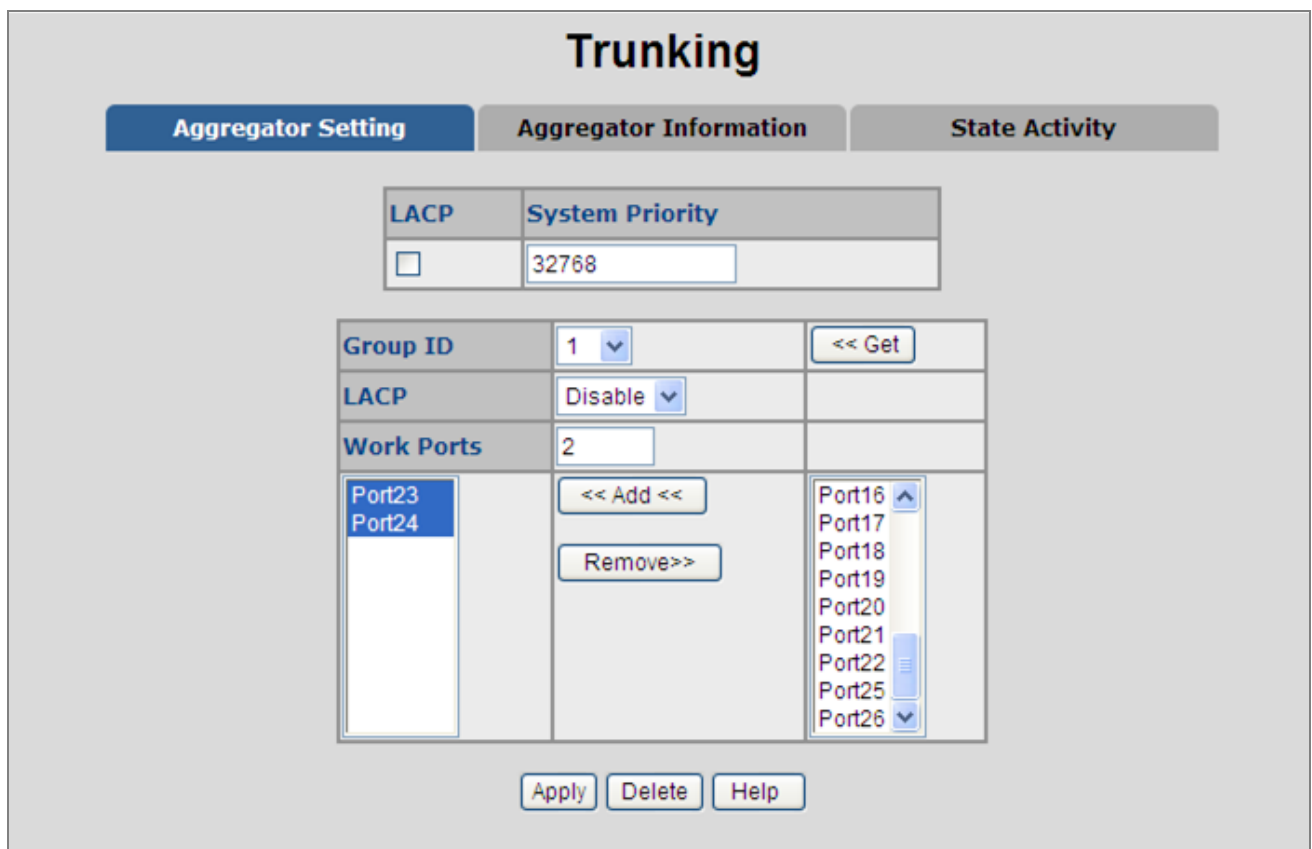 Trunking
Aggregator Setting
Aggregator Information
State Activity
LACP
System Priority
32768
Group ID
1
<< Get
LACP
Disable
Work Ports
2
Port23
Port24
<< Add <<
Remove>>
Port16
Port17
Port18
Port19
Port20
Port21
Port22
Port25
Port26
Apply
Delete
Help